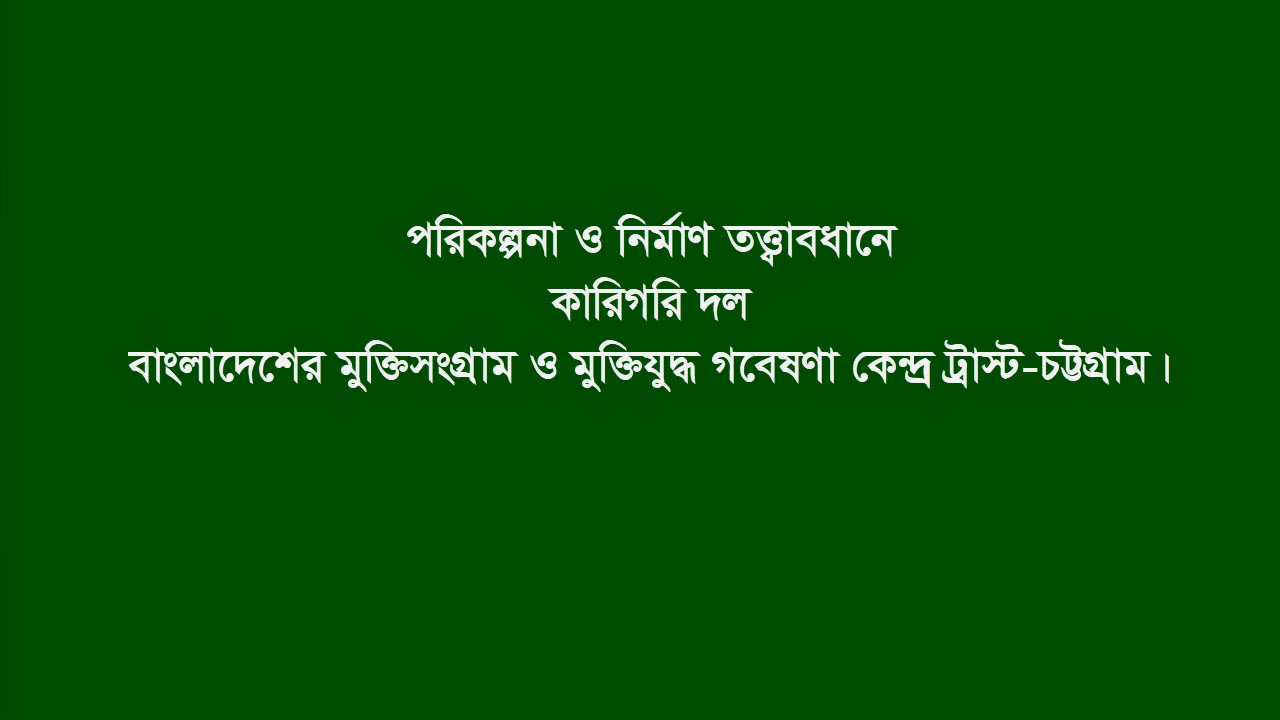 পরিকল্পনা ও নির্মাণ তত্ত্বাবধানে
কারিগরি দল
বাংলাদেশের মুক্তিসংগ্রাম ও মুক্তিযুদ্ধ গবেষণা কেন্দ্র ট্রাস্ট-চট্টগ্রাম।